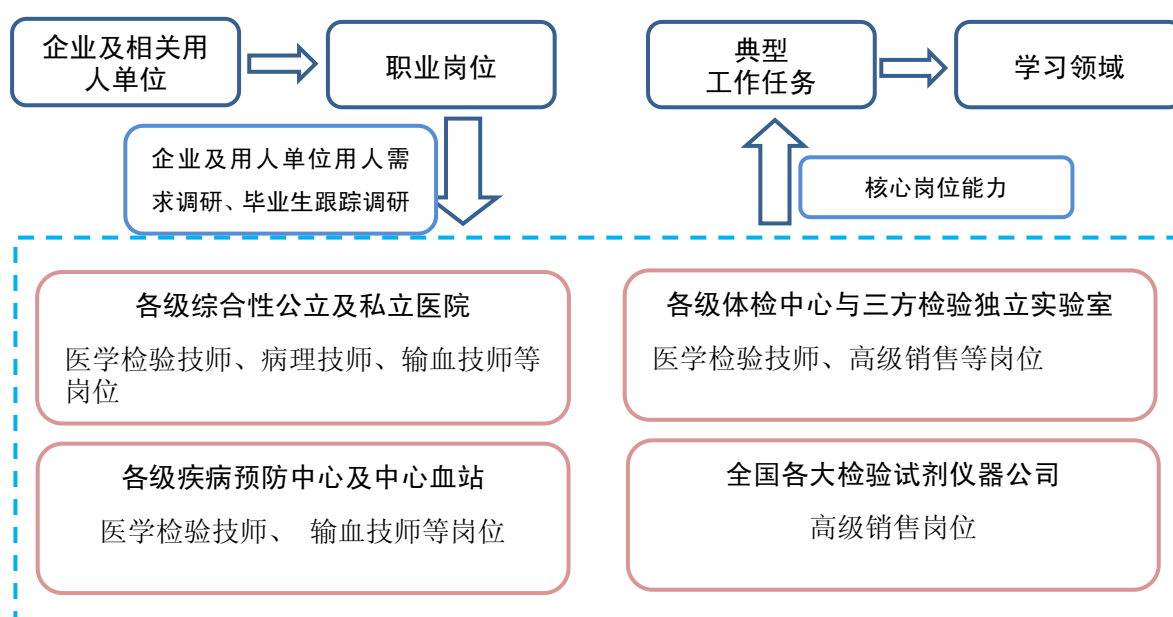 企业及相关用
人单位
职业岗位
典型
工作任务
学习领域
企业及用人单位用人需
求调研、毕业生跟踪调研
核心岗位能力
各级综合性公立及私立医院
医学检验技师、病理技师、输血技师等
岗位
各级体检中心与三方检验独立实验室
医学检验技师、高级销售等岗位
各级疾病预防中心及中心血站
医学检验技师、 输血技师等岗位
全国各大检验试剂仪器公司
高级销售岗位